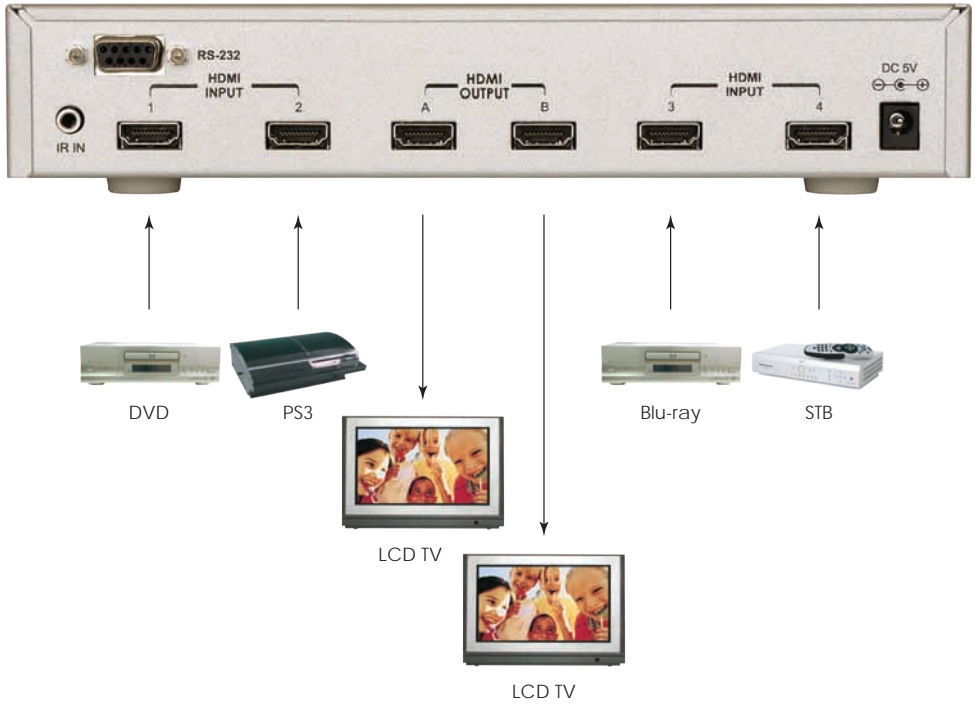 RS-232
HDMI
INPUT
1
2
HDMI
OUTPUT
A
B
HDMI
INPUT
3
4
DC 5V
IR IN
DVD
PS3
Blu-ray
STB
LCD TV
LCD TV